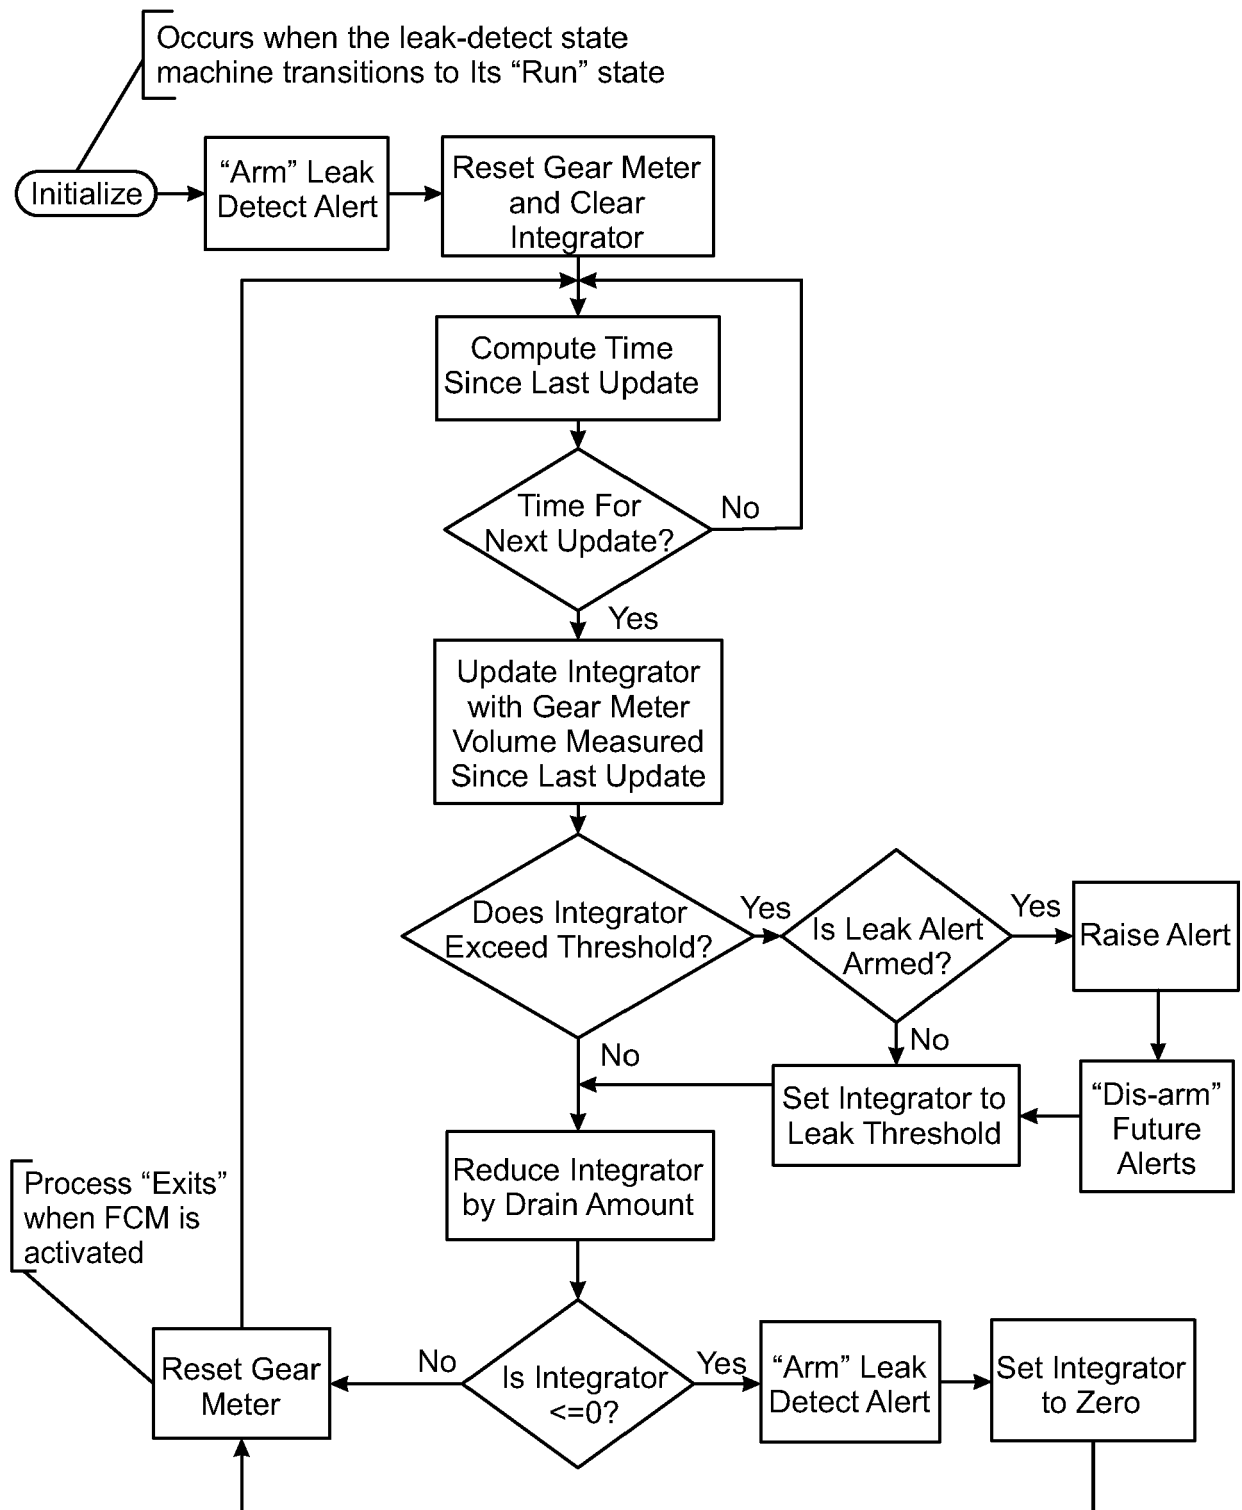 Occurs when the leak-detect state
machine transitions to Its “Run” state
Initialize
“Arm” Leak
Detect Alert
Reset Gear Meter
and Clear
Integrator
Compute Time
Since Last Update
Time For
Next Update?
No
Yes
Update Integrator
with Gear Meter
Volume Measured
Since Last Update
Does Integrator
Exceed Threshold?
Yes
Is Leak Alert
Armed?
Yes
Raise Alert
No
No
Set Integrator to
Leak Threshold
“Dis-arm”
Future
Alerts
Reduce Integrator
by Drain Amount
Process “Exits”
when FCM is
activated
Reset Gear
Meter
No
Is Integrator
<=0?
Yes
“Arm” Leak
Detect Alert
Set Integrator
to Zero